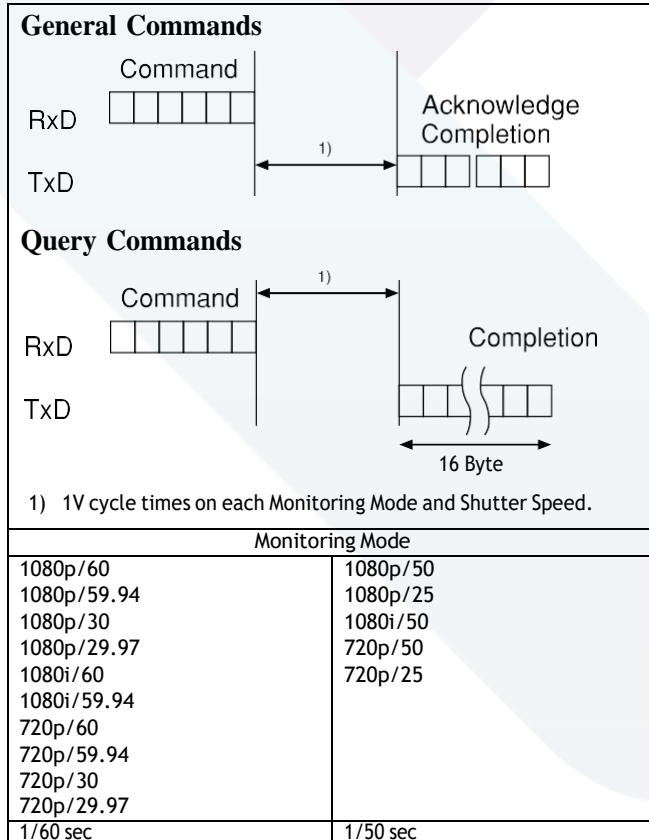 General Commands
Command
RxD
1)
Acknowledge
Completion
TxD
Query Commands
1)
Command
RxD
Completion
TxD
16 Byte
1) 1V cycle times on each Monitoring Mode and Shutter Speed.
Monitoring Mode
1080p/60
1080p/59.94
1080p/30
1080p/29.97
1080i/60
1080i/59.94
720p/60
720p/59.94
720p/30
720p/29.97
1080p/50
1080p/25
1080i/50
720p/50
720p/25
1/60 sec
1/50 sec